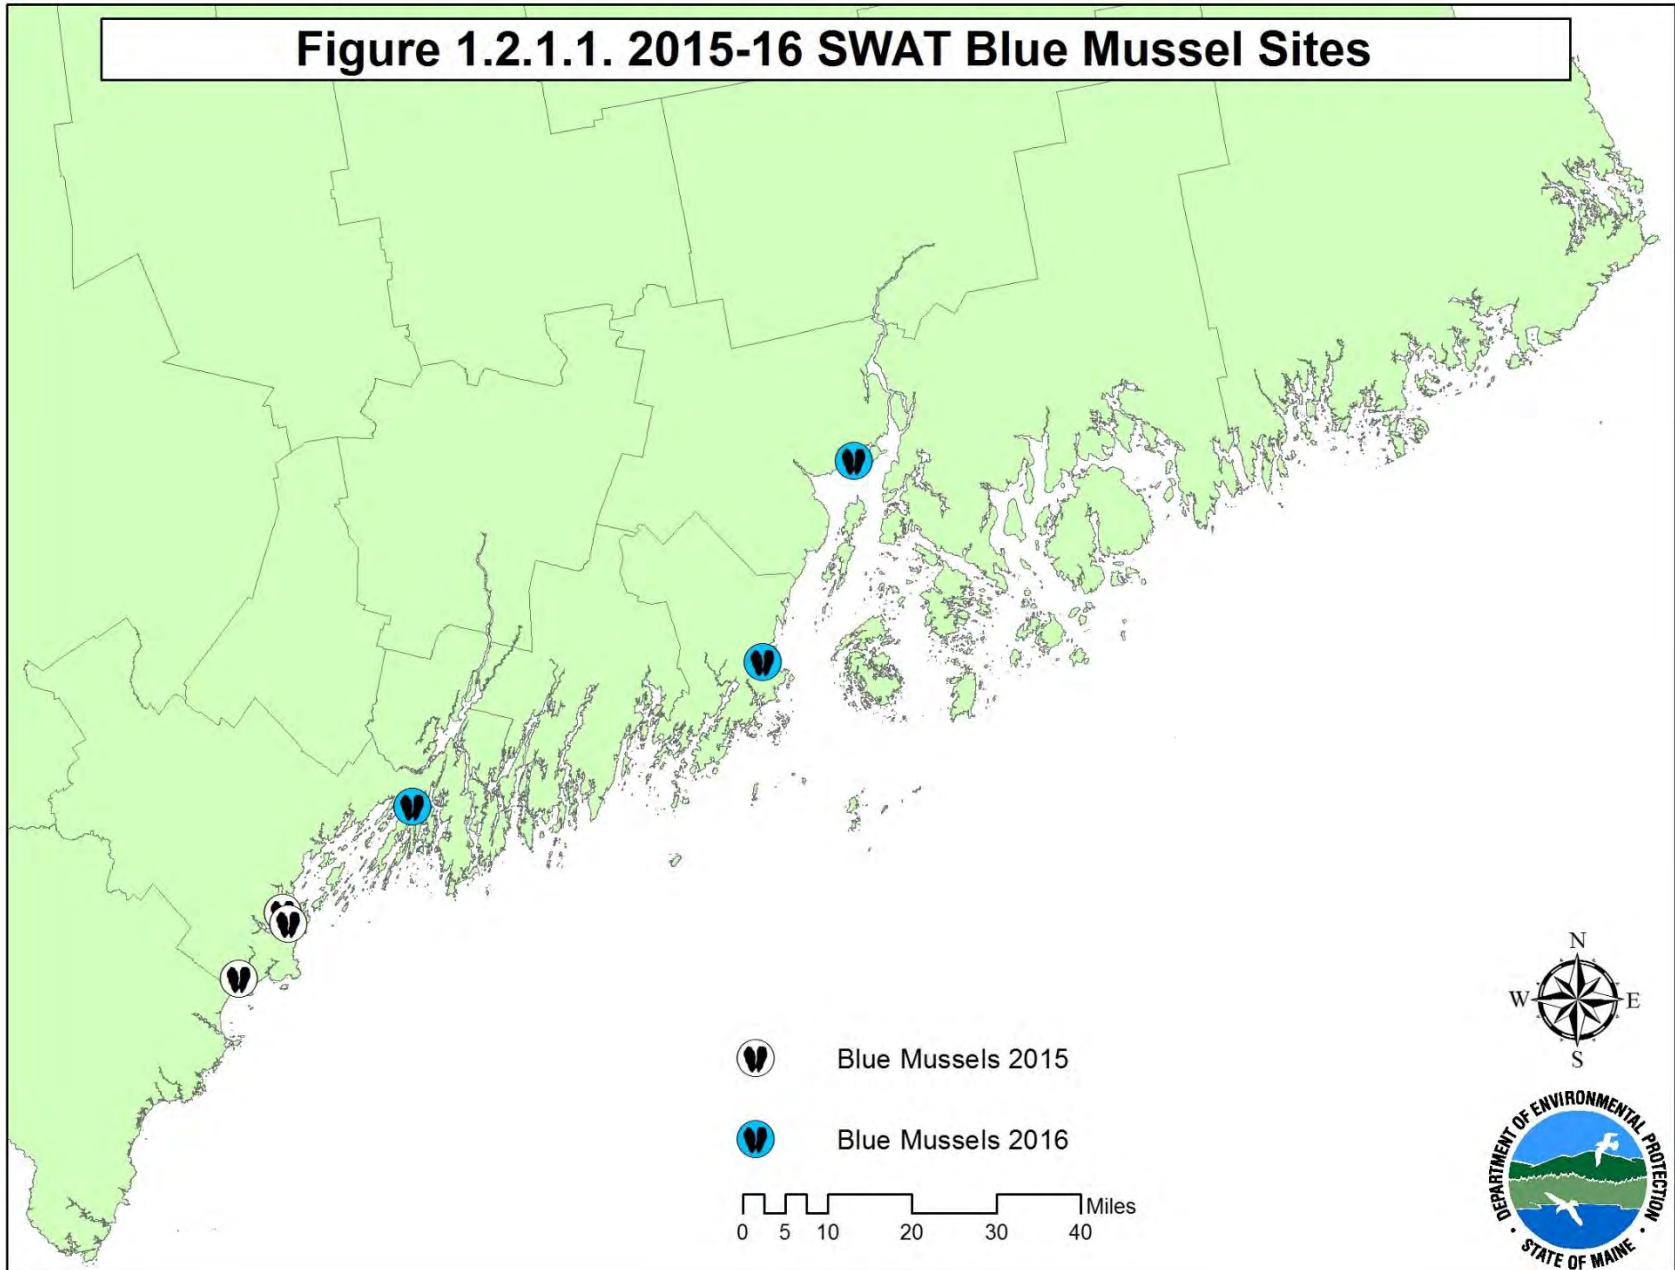 Figure 1.2.1.1. 2015-16 SWAT Blue Mussel Sites
N
W E
S
Blue Mussels 2015
Blue Mussels 2016
Miles
0 5 10 20 30 40
DEPARTMENT OF ENVIRONMENTAL PROTECTION
STATE OF MAINE